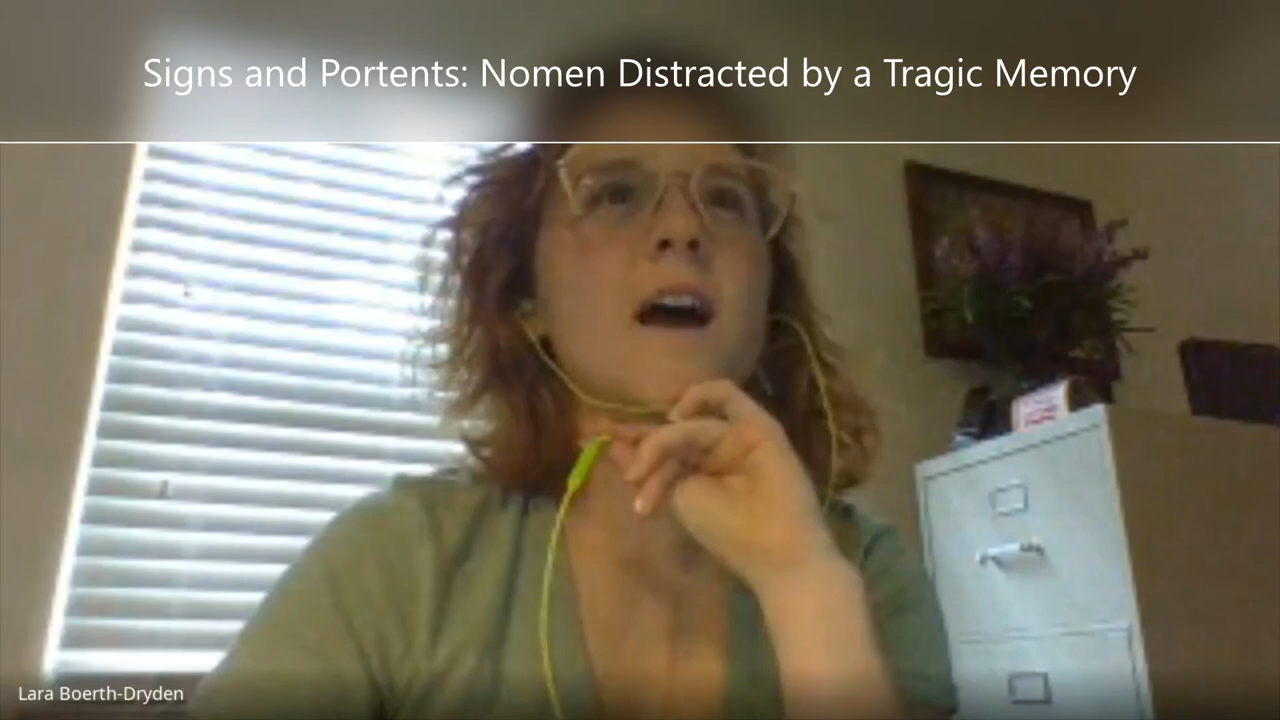 Signs and Portents: Nomen Distracted by a Tragic Memory
Lara Boerth-Dryden